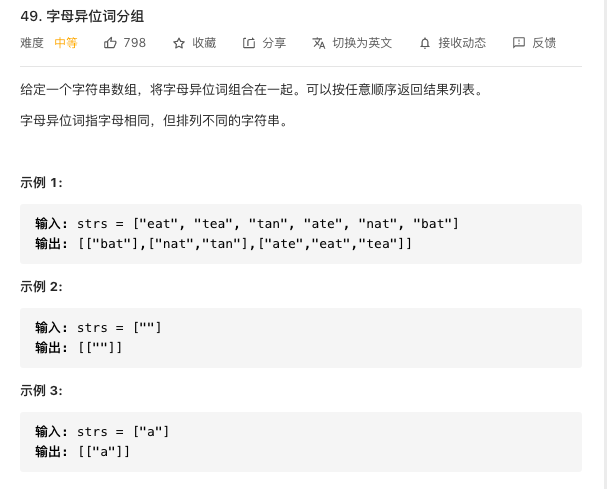 49. 字母异位词分组
难度 中等 798 收藏 分享 切换为英文 接收动态 反馈
给定一个字符串数组，将字母异位词组合在一起。可以按任意顺序返回结果列表。
字母异位词指字母相同，但排列不同的字符串。
示例 1:
输入: strs = ["eat", "tea", "tan", "ate", "nat", "bat"]
输出: [["bat"],["nat","tan"],["ate","eat","tea"]]
示例 2:
输入: strs = [""]
输出: [[""]]
示例 3:
输入: strs = ["a"]
输出: [["a"]]